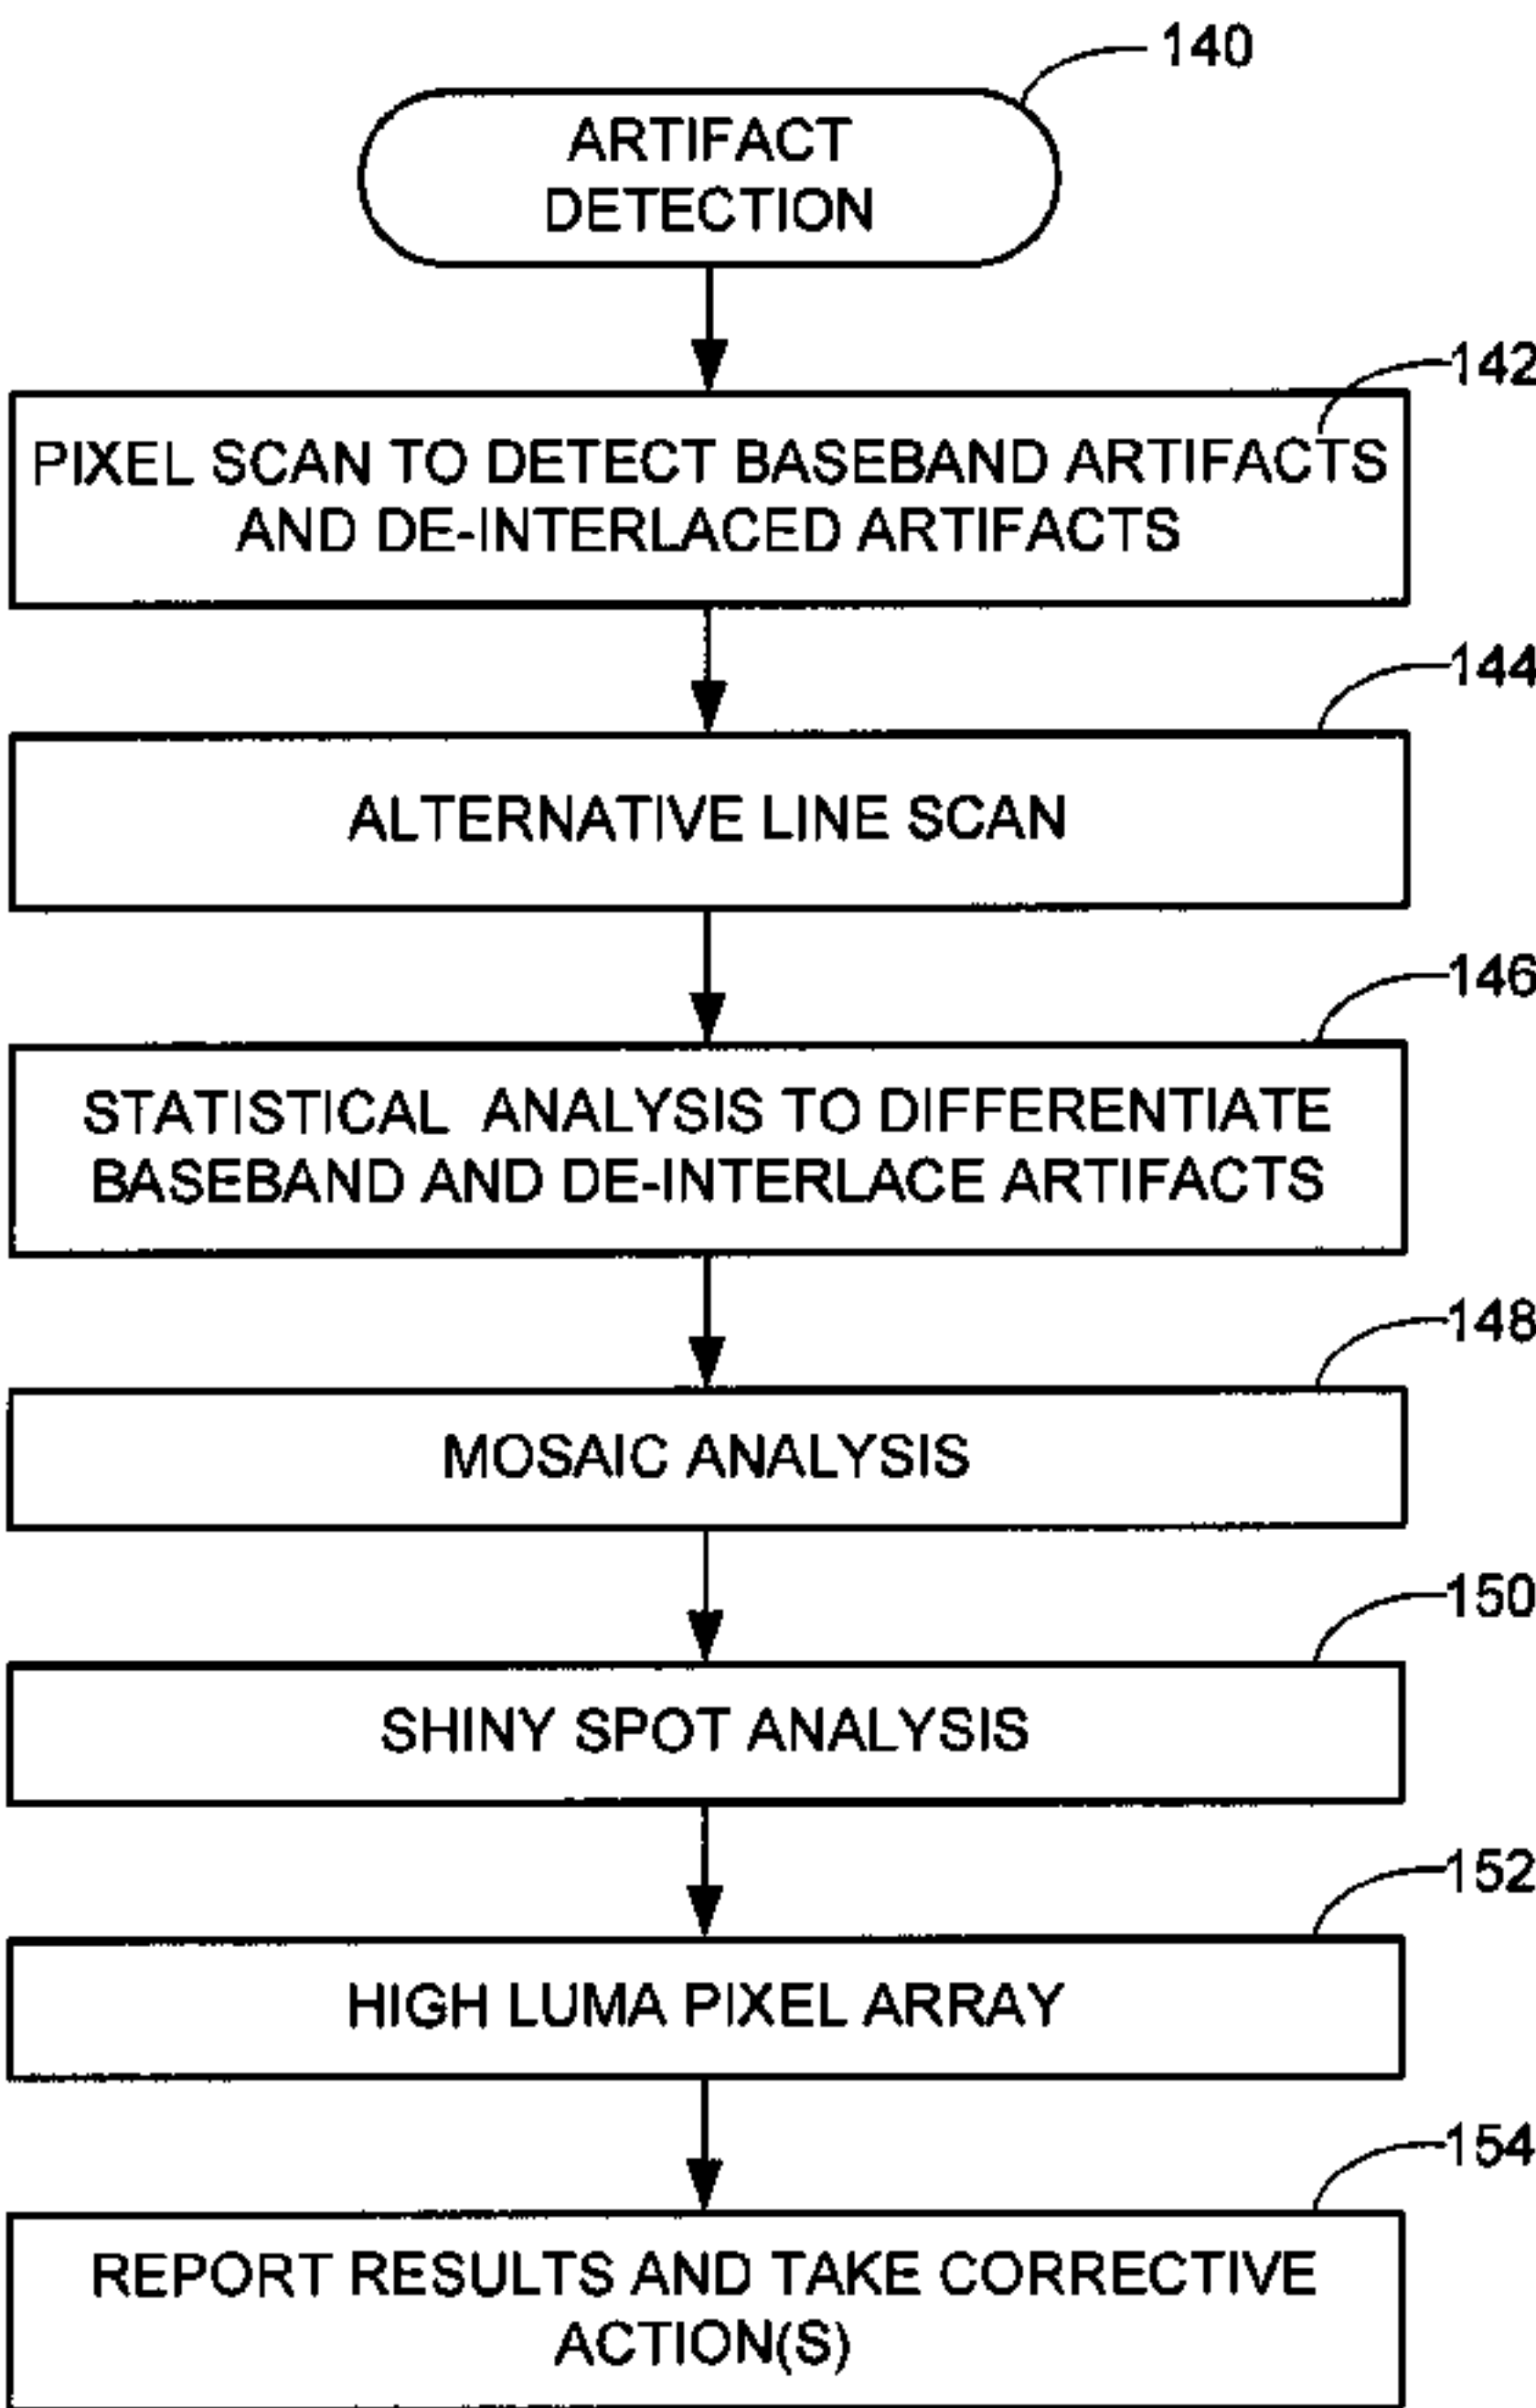 140
ARTIFACT
DETECTION
142
PIXEL SCAN TO DETECT BASEBAND ARTIFACTS
AND DE-INTERLACED ARTIFACTS
144
ALTERNATIVE LINE SCAN
146
STATISTICAL ANALYSIS TO DIFFERENTIATE
BASEBAND AND DE-INTERLACE ARTIFACTS
148
MOSAIC ANALYSIS
150
SHINY SPOT ANALYSIS
152
HIGH LUMA PIXEL ARRAY
154
REPORT RESULTS AND TAKE CORRECTIVE
ACTION(S)